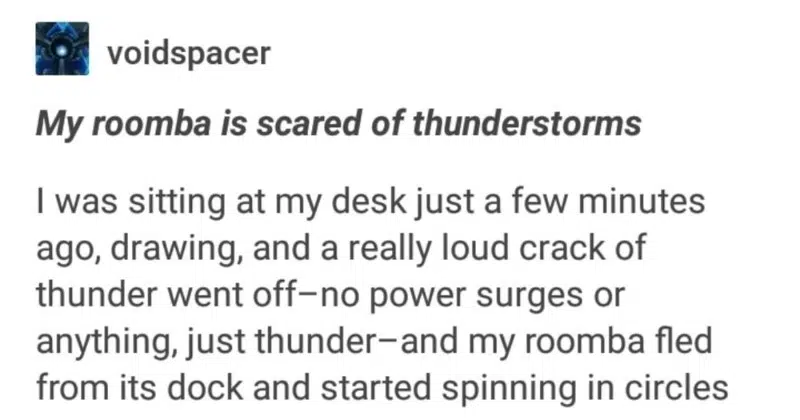 voidspacer
My roomba is scared of thunderstorms
I was sitting at my desk just a few minutes
ago, drawing, and a really loud crack of
thunder went off–no power surges or
anything, just thunder–and my roomba fled
from its dock and started spinning in circles